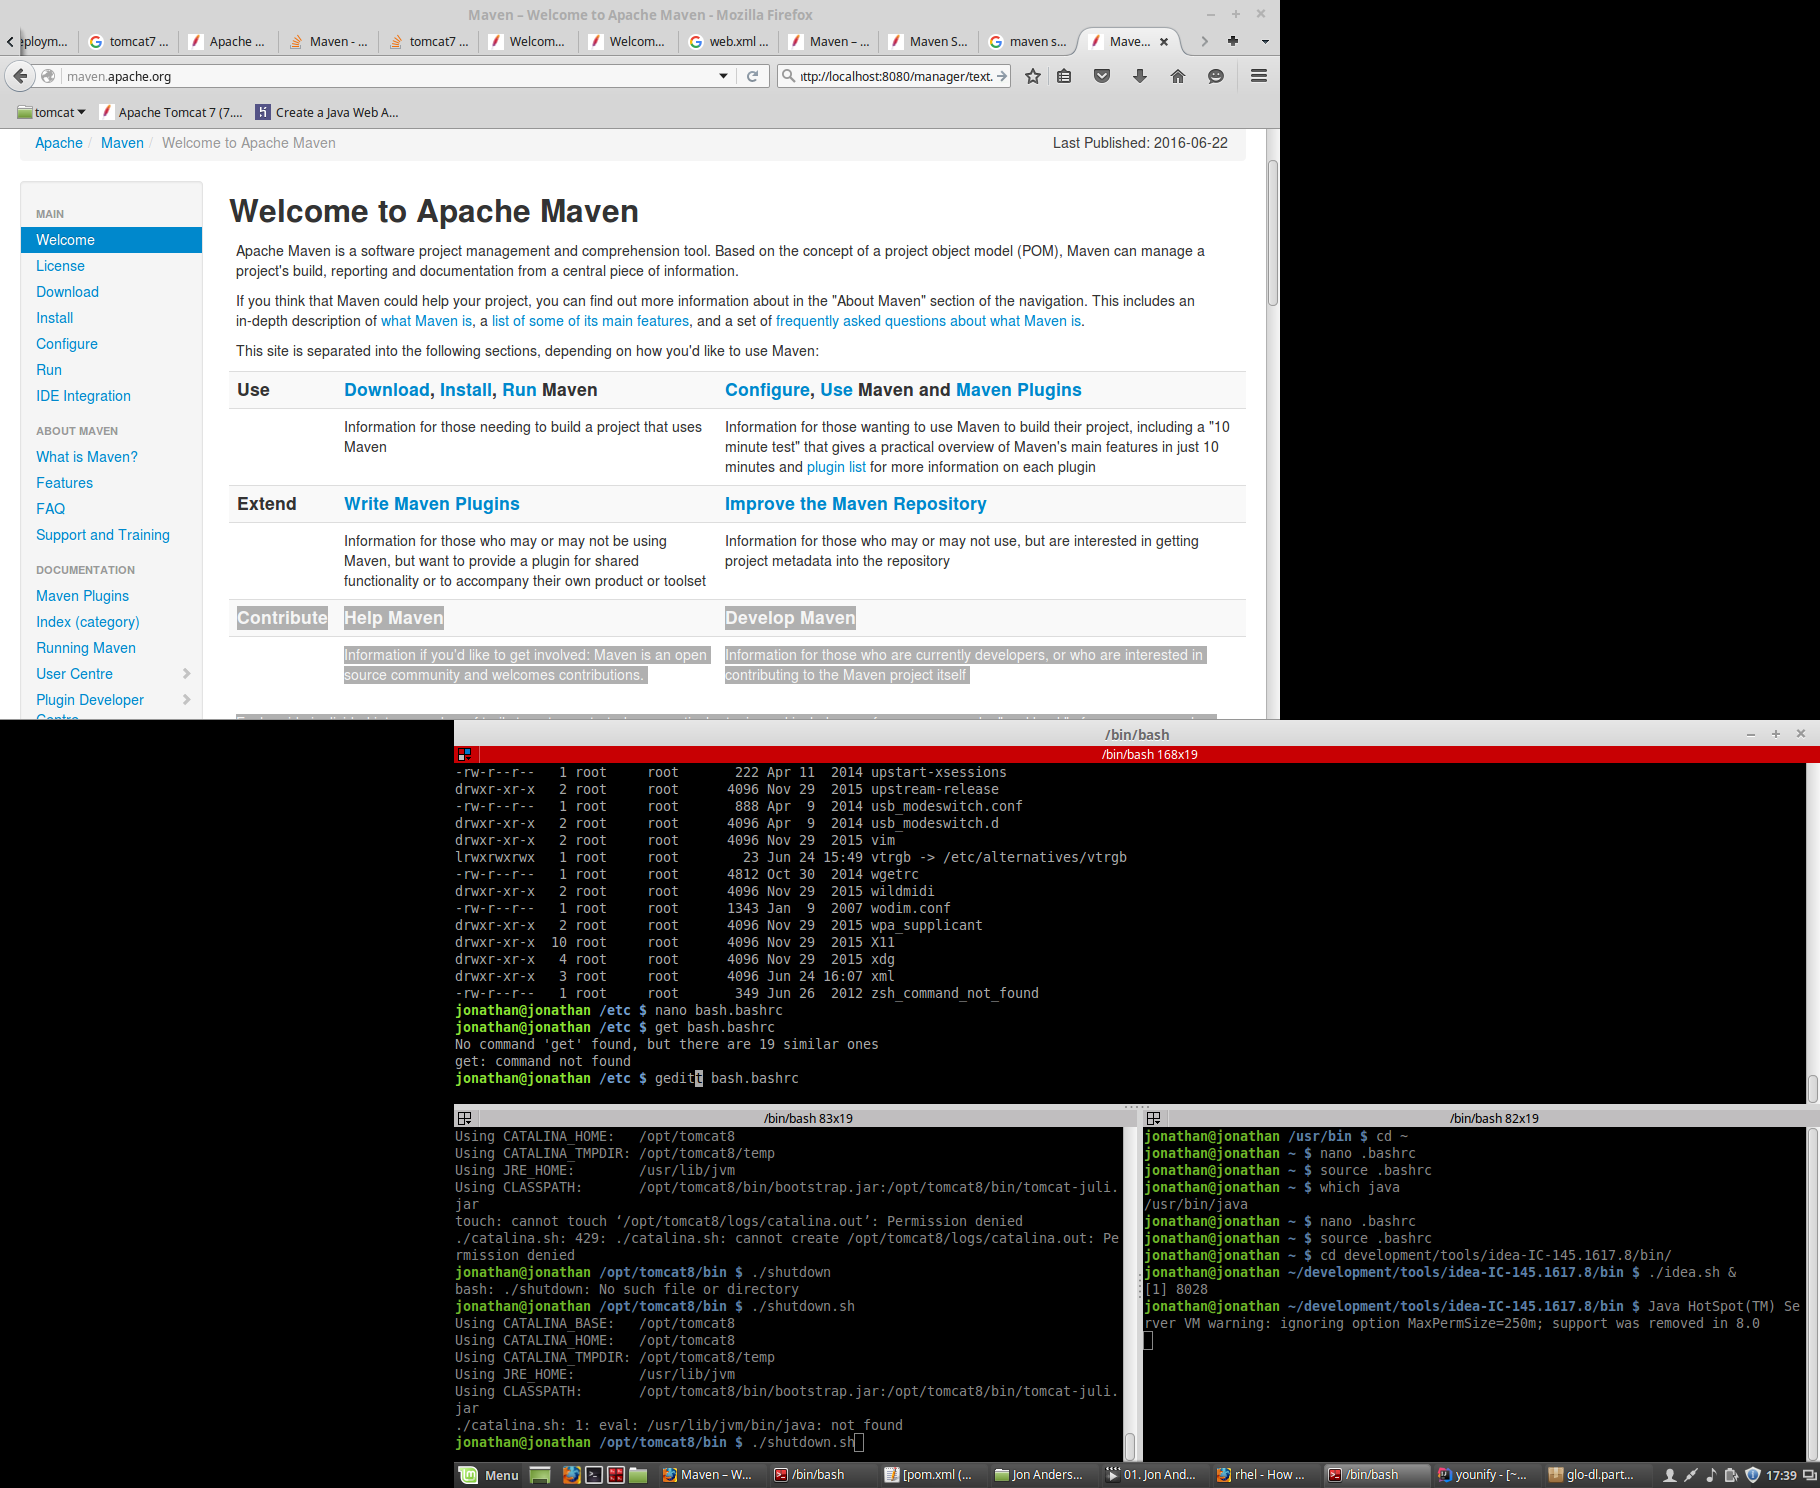 Maven – Welcome to Apache Maven - Mozilla Firefox
eploym...
tomcat7 ...
Apache ...
Maven - ...
tomcat7 ...
Welcom...
Welcom...
web.xml ...
Maven – ...
Maven S...
maven s...
Mave...
maven.apache.org
ttp://localhost:8080/manager/text.
tomcat
Apache Tomcat 7 (7....
Create a Java Web A...
Apache / Maven / Welcome to Apache Maven
Last Published: 2016-06-22
MAIN
Welcome
License
Download
Install
Configure
Run
IDE Integration
ABOUT MAVEN
What is Maven?
Features
FAQ
Support and Training
DOCUMENTATION
Maven Plugins
Index (category)
Running Maven
User Centre
Plugin Developer
Centre
Welcome to Apache Maven
Apache Maven is a software project management and comprehension tool. Based on the concept of a project object model (POM), Maven can manage a
project's build, reporting and documentation from a central piece of information.
If you think that Maven could help your project, you can find out more information about in the "About Maven" section of the navigation. This includes an
in-depth description of what Maven is, a list of some of its main features, and a set of frequently asked questions about what Maven is.
This site is separated into the following sections, depending on how you'd like to use Maven:
Use
Download, Install, Run Maven
Configure, Use Maven and Maven Plugins
Information for those needing to build a project that uses
Maven
Information for those wanting to use Maven to build their project, including a "10
minute test" that gives a practical overview of Maven's main features in just 10
minutes and plugin list for more information on each plugin
Extend
Write Maven Plugins
Improve the Maven Repository
Information for those who may or may not be using
Maven, but want to provide a plugin for shared
functionality or to accompany their own product or toolset
Information for those who may or may not use, but are interested in getting
project metadata into the repository
Contribute
Help Maven
Develop Maven
Information if you'd like to get involved: Maven is an open
source community and welcomes contributions.
Information for those who are currently developers, or who are interested in
contributing to the Maven project itself
/bin/bash
/bin/bash 168x19
-rw-r--r--   1 root     root       222 Apr 11  2014 upstart-xsessions
drwxr-xr-x   2 root     root      4096 Nov 29  2015 upstream-release
-rw-r--r--   1 root     root       888 Apr  9  2014 usb_modeswitch.conf
drwxr-xr-x   2 root     root      4096 Apr  9  2014 usb_modeswitch.d
drwxr-xr-x   2 root     root      4096 Nov 29  2015 vim
lrwxrwxrwx   1 root     root        23 Jun 24 15:49 vtrgb -> /etc/alternatives/vtrgb
-rw-r--r--   1 root     root      4812 Oct 30  2014 wgetrc
drwxr-xr-x   2 root     root      4096 Nov 29  2015 wildmidi
-rw-r--r--   1 root     root      1343 Jan  9  2007 wodim.conf
drwxr-xr-x   2 root     root      4096 Nov 29  2015 wpa_supplicant
drwxr-xr-x  10 root     root      4096 Nov 29  2015 X11
drwxr-xr-x   4 root     root      4096 Nov 29  2015 xdg
drwxr-xr-x   3 root     root      4096 Jun 24 16:07 xml
-rw-r--r--   1 root     root       349 Jun 26  2012 zsh_command_not_found
jonathan@jonathan /etc $ nano bash.bashrc
jonathan@jonathan /etc $ get bash.bashrc
No command 'get' found, but there are 19 similar ones
get: command not found
jonathan@jonathan /etc $ geditt bash.bashrc
/bin/bash 83x19
Using CATALINA_HOME:   /opt/tomcat8
Using CATALINA_TMPDIR: /opt/tomcat8/temp
Using JRE_HOME:        /usr/lib/jvm
Using CLASSPATH:       /opt/tomcat8/bin/bootstrap.jar:/opt/tomcat8/bin/tomcat-juli.
jar
touch: cannot touch ‘/opt/tomcat8/logs/catalina.out’: Permission denied
./catalina.sh: 429: ./catalina.sh: cannot create /opt/tomcat8/logs/catalina.out: Pe
rmission denied
jonathan@jonathan /opt/tomcat8/bin $ ./shutdown
bash: ./shutdown: No such file or directory
jonathan@jonathan /opt/tomcat8/bin $ ./shutdown.sh
Using CATALINA_BASE:   /opt/tomcat8
Using CATALINA_HOME:   /opt/tomcat8
Using CATALINA_TMPDIR: /opt/tomcat8/temp
Using JRE_HOME:        /usr/lib/jvm
Using CLASSPATH:       /opt/tomcat8/bin/bootstrap.jar:/opt/tomcat8/bin/tomcat-juli.
jar
./catalina.sh: 1: eval: /usr/lib/jvm/bin/java: not found
jonathan@jonathan /opt/tomcat8/bin $ ./shutdown.sh
/bin/bash 82x19
jonathan@jonathan /usr/bin $ cd ~
jonathan@jonathan ~ $ nano .bashrc
jonathan@jonathan ~ $ source .bashrc
jonathan@jonathan ~ $ which java
/usr/bin/java
jonathan@jonathan ~ $ nano .bashrc
jonathan@jonathan ~ $ source .bashrc
jonathan@jonathan ~ $ cd development/tools/idea-IC-145.1617.8/bin/
jonathan@jonathan ~/development/tools/idea-IC-145.1617.8/bin $ ./idea.sh &
[1] 8028
jonathan@jonathan ~/development/tools/idea-IC-145.1617.8/bin $ Java HotSpot(TM) Se
rver VM warning: ignoring option MaxPermSize=250m; support was removed in 8.0
Menu
Maven – W...
/bin/bash
[pom.xml (...
Jon Anders...
01. Jon And...
rhel - How ...
/bin/bash
younify - [~...
glo-dl.part...
17:39